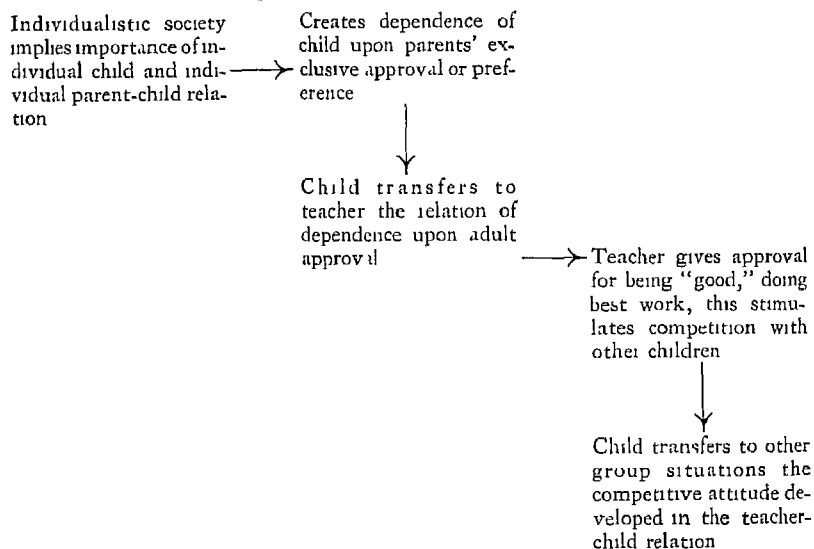 Individualistic society
implies importance of in-
dividual child and indi-
vidual parent-child rela-
tion
Creates dependence of
child upon parents' ex-
clusive approval or pref-
erence
Child transfers to
teacher the relation of
dependence upon adult
approval
Teacher gives approval
for being "good," doing
best work, this stimu-
lates competition with
other children
Child transfers to other
group situations the
competitive attitude de-
veloped in the teacher-
child relation